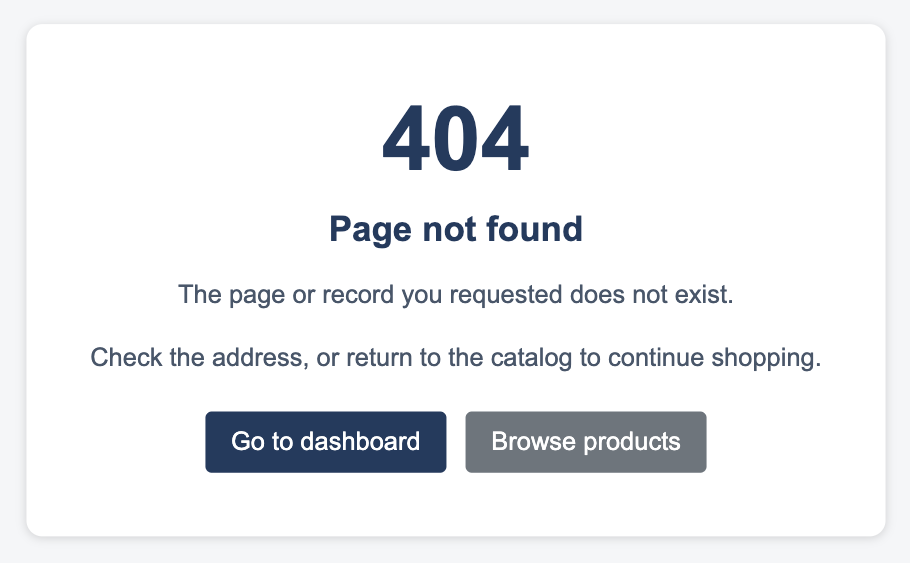 404
Page not found
The page or record you requested does not exist.
Check the address, or return to the catalog to continue shopping.
Go to dashboard
Browse products